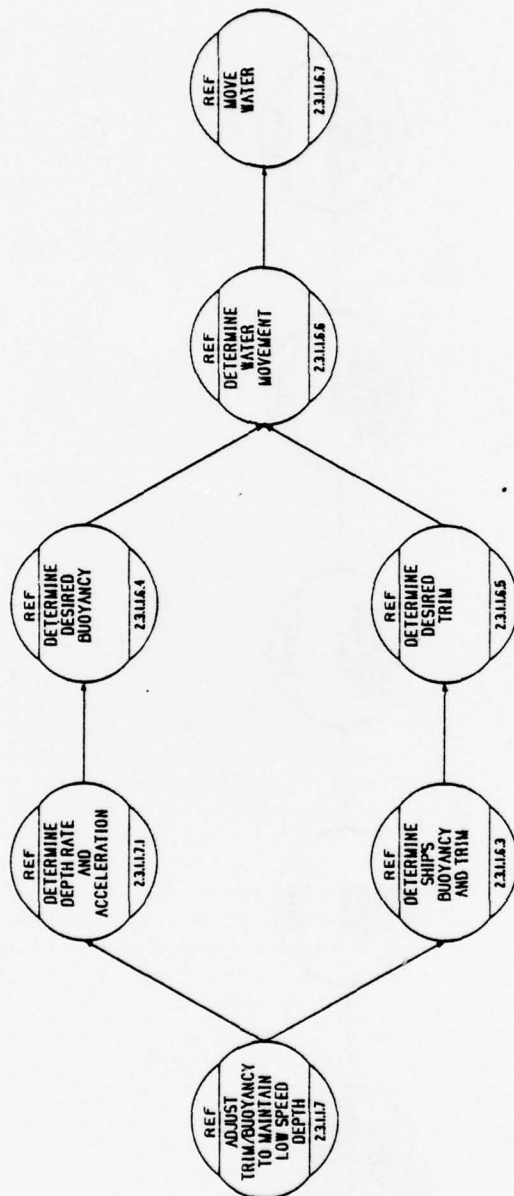 REF
ADJUST
TRIM/BUOYANCY
TO MAINTAIN
LOW SPEED
DEPTH
2.3.1.1.7
REF
DETERMINE
DEPTH RATE
AND
ACCELERATION
2.3.1.1.7.1
REF
DETERMINE
DESIRED
BUOYANCY
2.3.1.1.6.4
REF
DETERMINE
SHIP'S
BUOYANCY
AND TRIM
2.3.1.1.6.3
REF
DETERMINE
DESIRED
TRIM
2.3.1.1.6.5
REF
DETERMINE
WATER
MOVEMENT
2.3.1.1.6.6
REF
MOVE
WATER
2.3.1.1.6.7